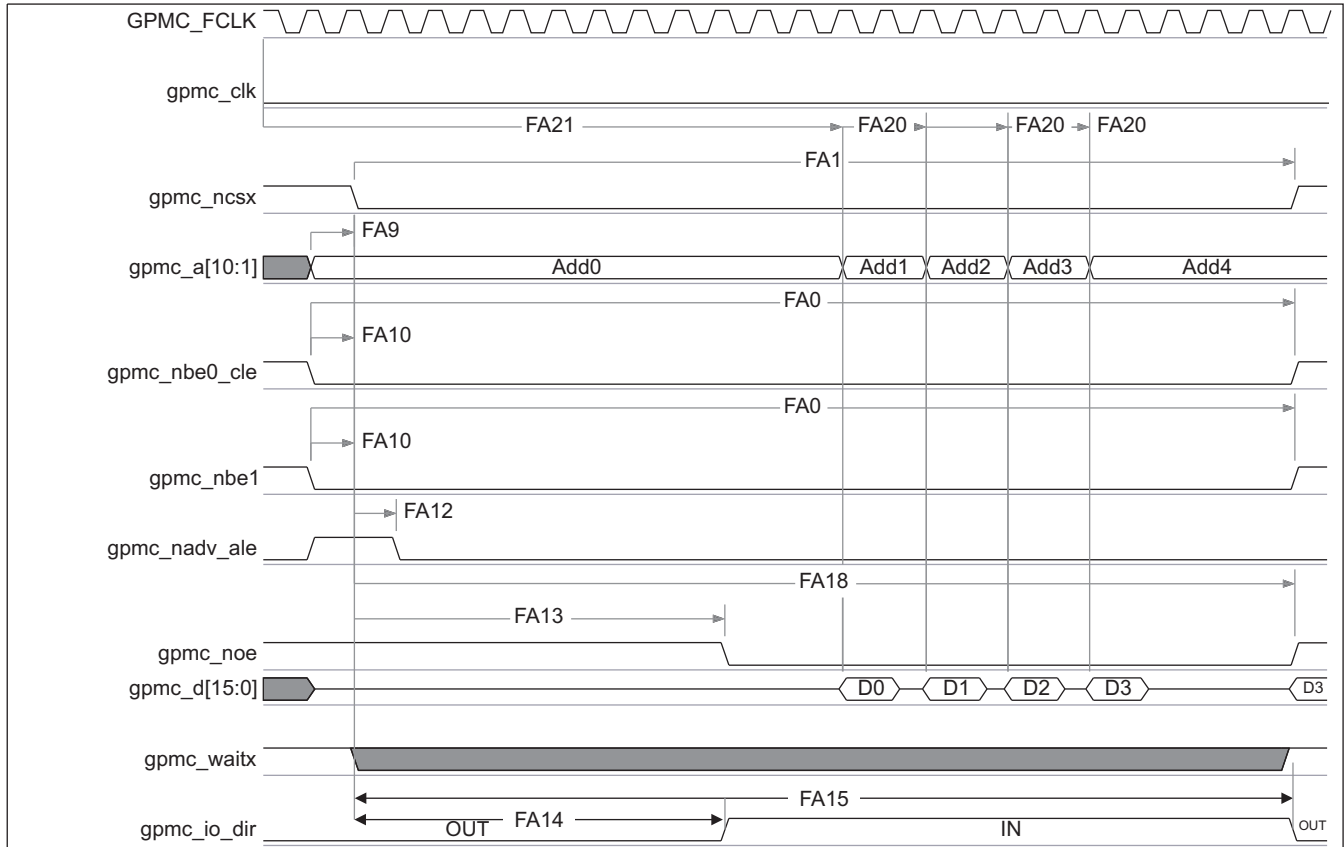 GPMC_FCLK
gpmc_clk
FA21 FA20 FA20 FA20
FA1
gpmc_ncsx
FA9
gpmc_a[10:1] Add0 Add1 Add2 Add3 Add4
FA0
FA10
gpmc_nbe0_cle
FA0
FA10
gpmc_nbe1
FA12
gpmc_nadv_ale
FA18
FA13
gpmc_noe
gpmc_d[15:0] D0 D1 D2 D3 D3
gpmc_waitx
FA15
FA14
gpmc_io_dir OUT IN OUT